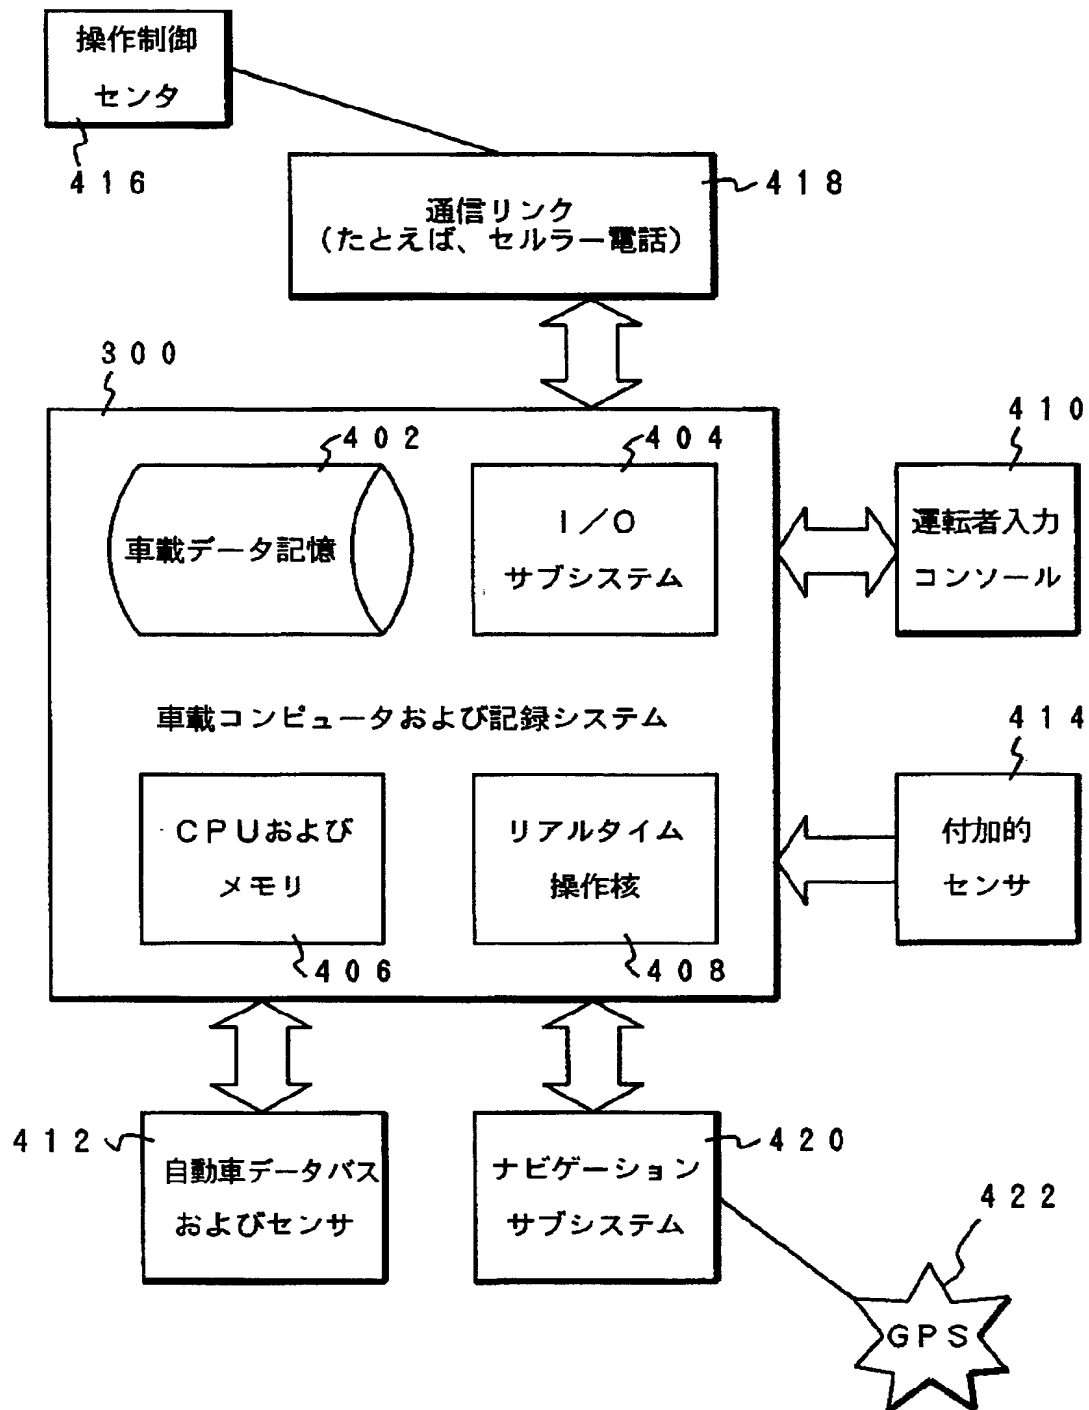 操作制御
センタ
416
通信リンク
(たとえば、セルラー電話)
418
300
402
車載データ記憶
404
I/O
サブシステム
410
運転者入力
コンソール
車載コンピュータおよび記録システム
414
付加的
センサ
CPUおよび
メモリ
406
リアルタイム
操作核
408
412
自動車データバス
およびセンサ
ナビゲーション
サブシステム
420
422
GPS